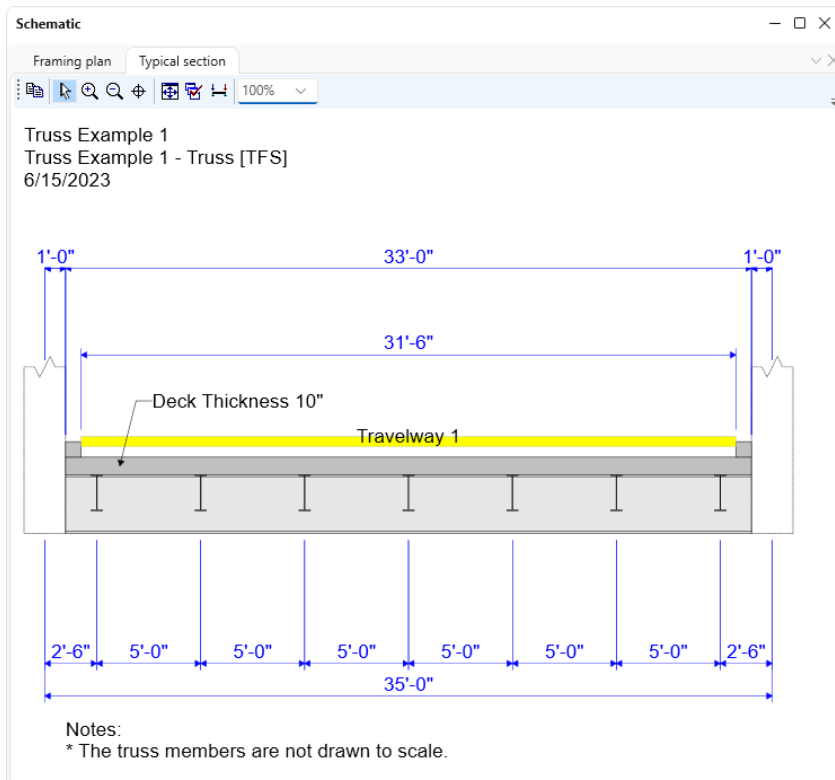 Schematic
Framing plan
Typical section
100%
Truss Example 1
Truss Example 1 - Truss [TFS]
6/15/2023
1'-0" 33'-0" 1'-0"
31'-6"
Deck Thickness 10"
Travelway 1
2'-6" 5'-0" 5'-0" 5'-0" 5'-0" 5'-0" 5'-0" 2'-6"
35'-0"
Notes:
* The truss members are not drawn to scale.